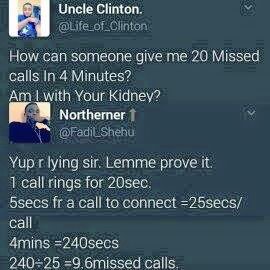 Uncle Clinton.
@Life_of_Clinton
How can someone give me 20 Missed
calls In 4 Minutes?
Am I with Your Kidney?
Northerner⬆
@Fadil_Shehu
Yup r lying sir. Lemme prove it.
1 call rings for 20sec.
5secs fr a call to connect =25secs/
call
4mins =240secs
240÷25 =9.6missed calls.